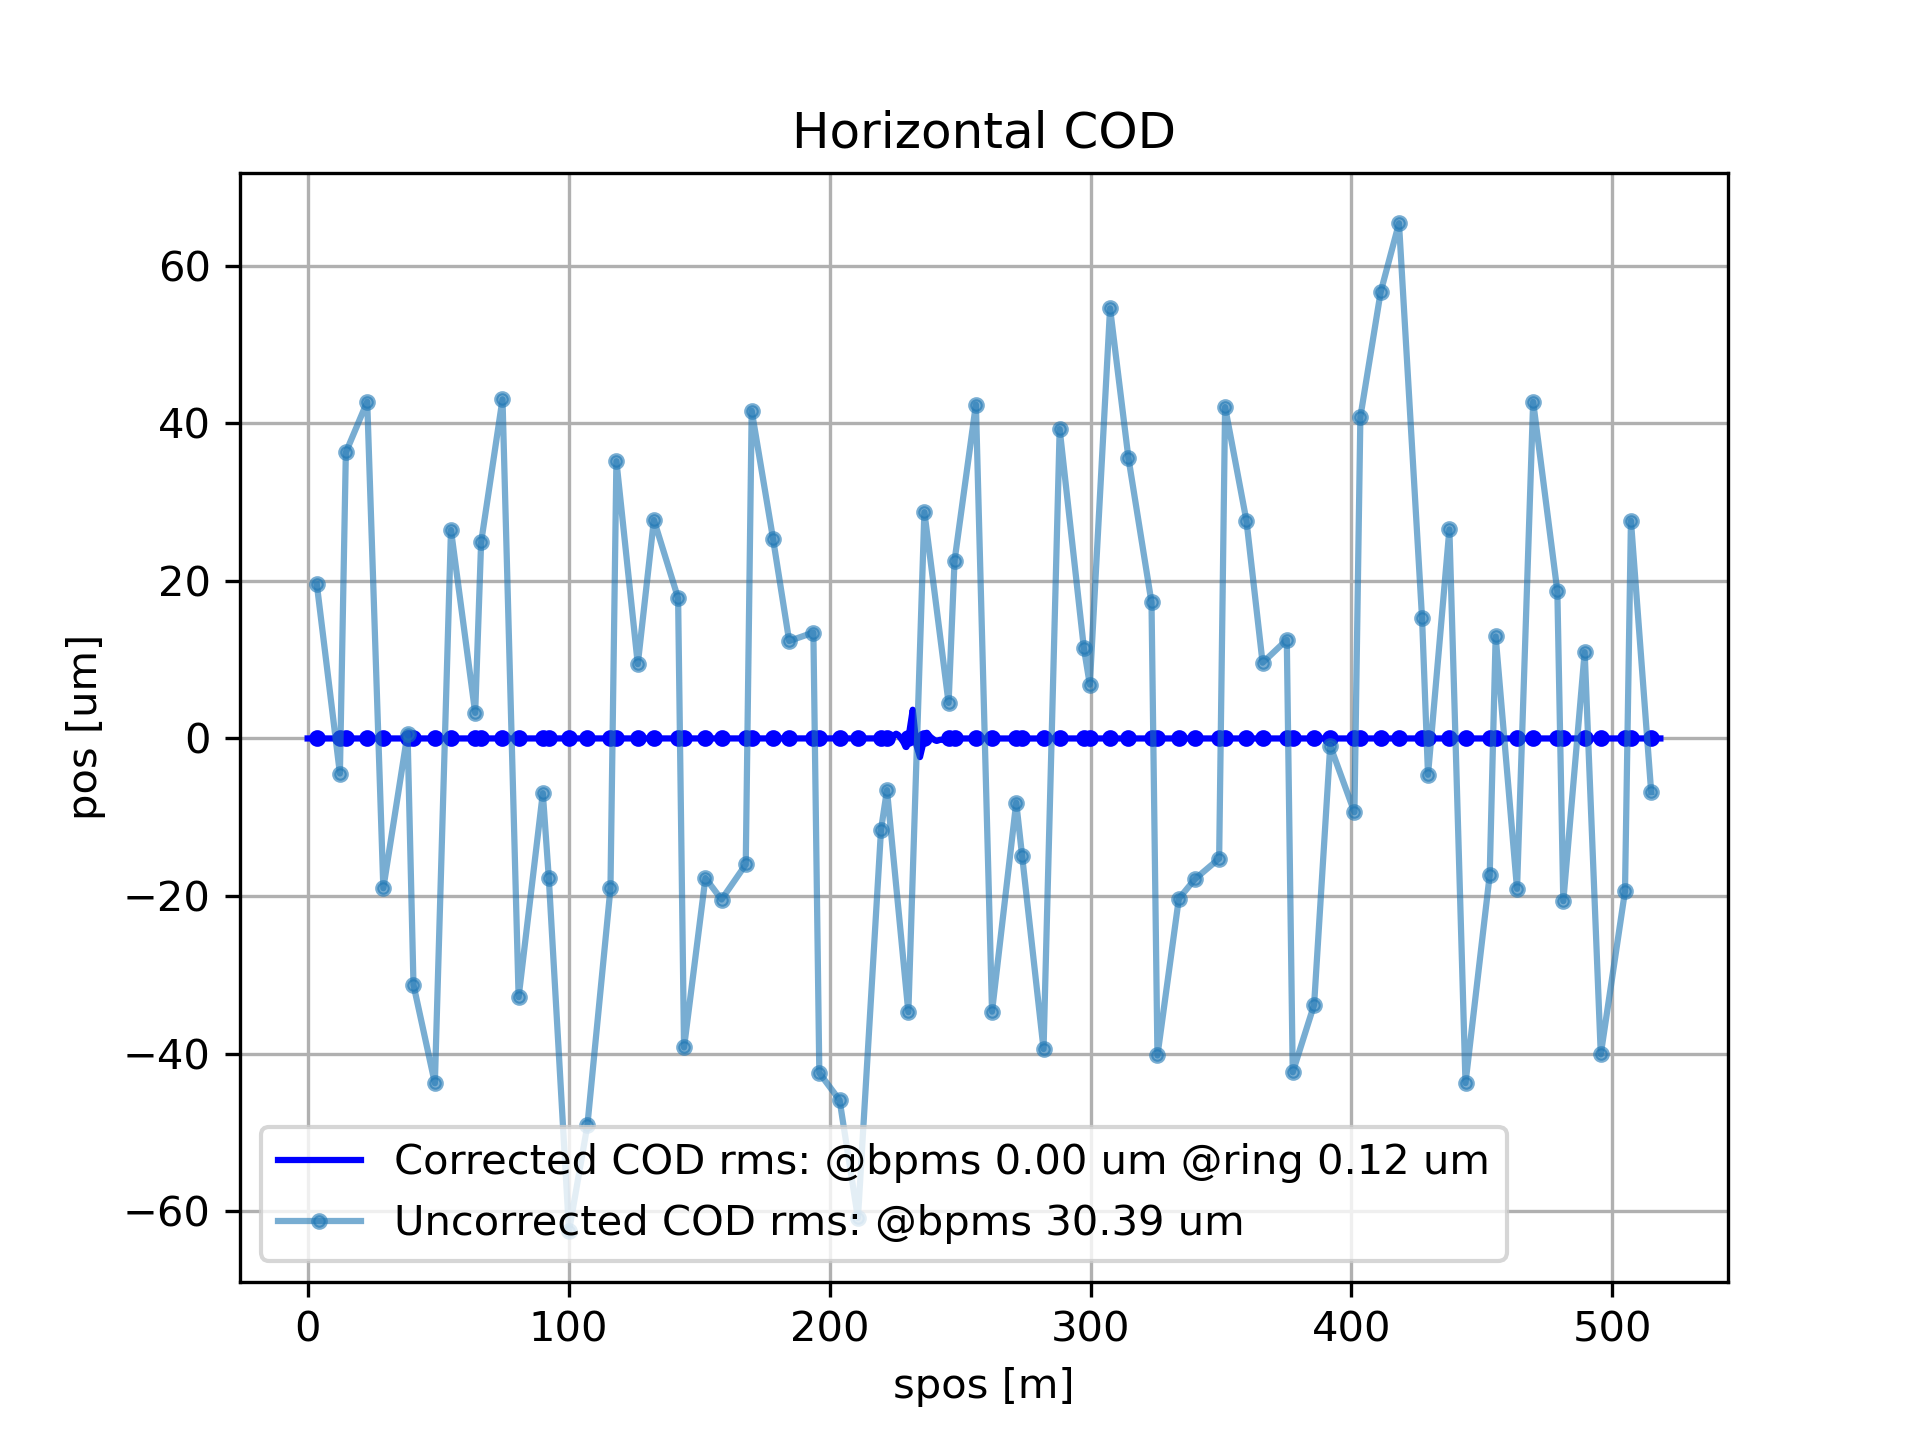 Horizontal COD
60
40
20
0
−20
−40
−60
pos [um]
Corrected COD rms: @bpms 0.00 um @ring 0.12 um
Uncorrected COD rms: @bpms 30.39 um
0 100 200 300 400 500
spos [m]